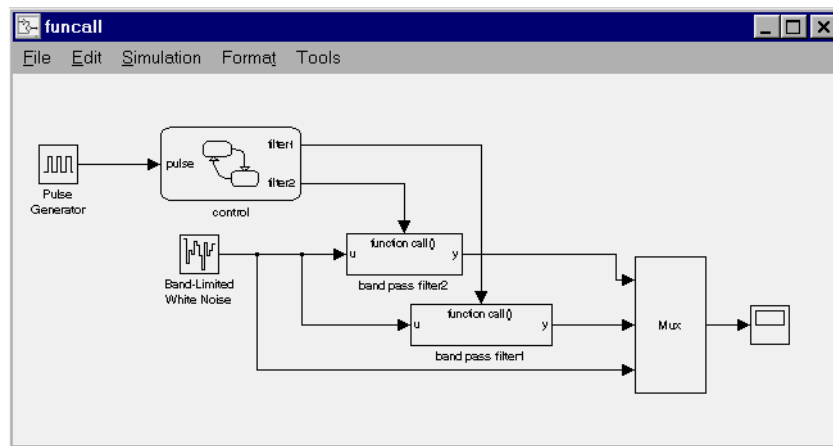 funcall
File Edit Simulation Format Tools
filter1
pulse
filter2
Pulse
Generator
control
function call()
u
y
Band-Limited
White Noise
band pass filter2
function call()
u
y
Mux
band pass filter1